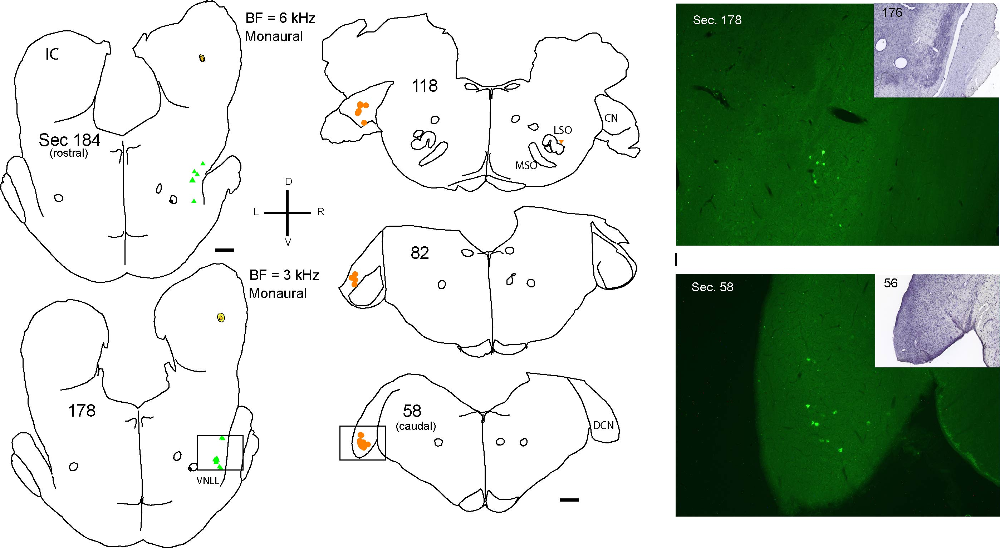 BF = 6 kHz
Monaural
IC
Sec 184
(rostral)
D
L
R
V
BF = 3 kHz
Monaural
178
VNLL
118
CN
LSO
MSO
82
58
(caudal)
DCN
Sec. 178
176
Sec. 58
56